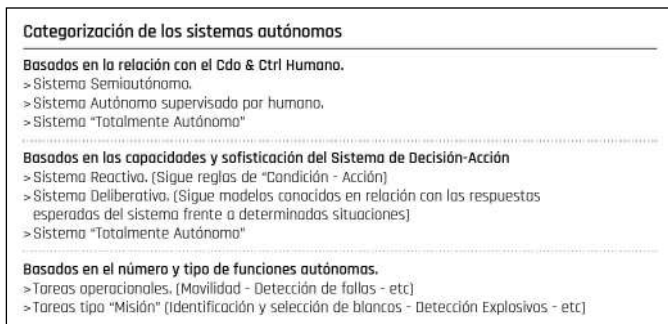 Categorización de los sistemas autónomos
Basados en la relación con el Cdo & Ctrl Humano.
> Sistema Semiautónomo.
> Sistema Autónomo supervisado por humano.
> Sistema “Totalmente Autónomo”
Basados en las capacidades y sofisticación del Sistema de Decisión-Acción
> Sistema Reactivo. (Sigue reglas de “Condición - Acción)
> Sistema Deliberativo. (Sigue modelos conocidos en relación con las respuestas
esperadas del sistema frente a determinadas situaciones)
> Sistema “Totalmente Autónomo”
Basados en el número y tipo de funciones autónomas.
> Tareas operacionales. (Movilidad - Detección de fallas - etc)
> Tareas tipo “Misión” (Identificación y selección de blancos - Detección Explosivos - etc)